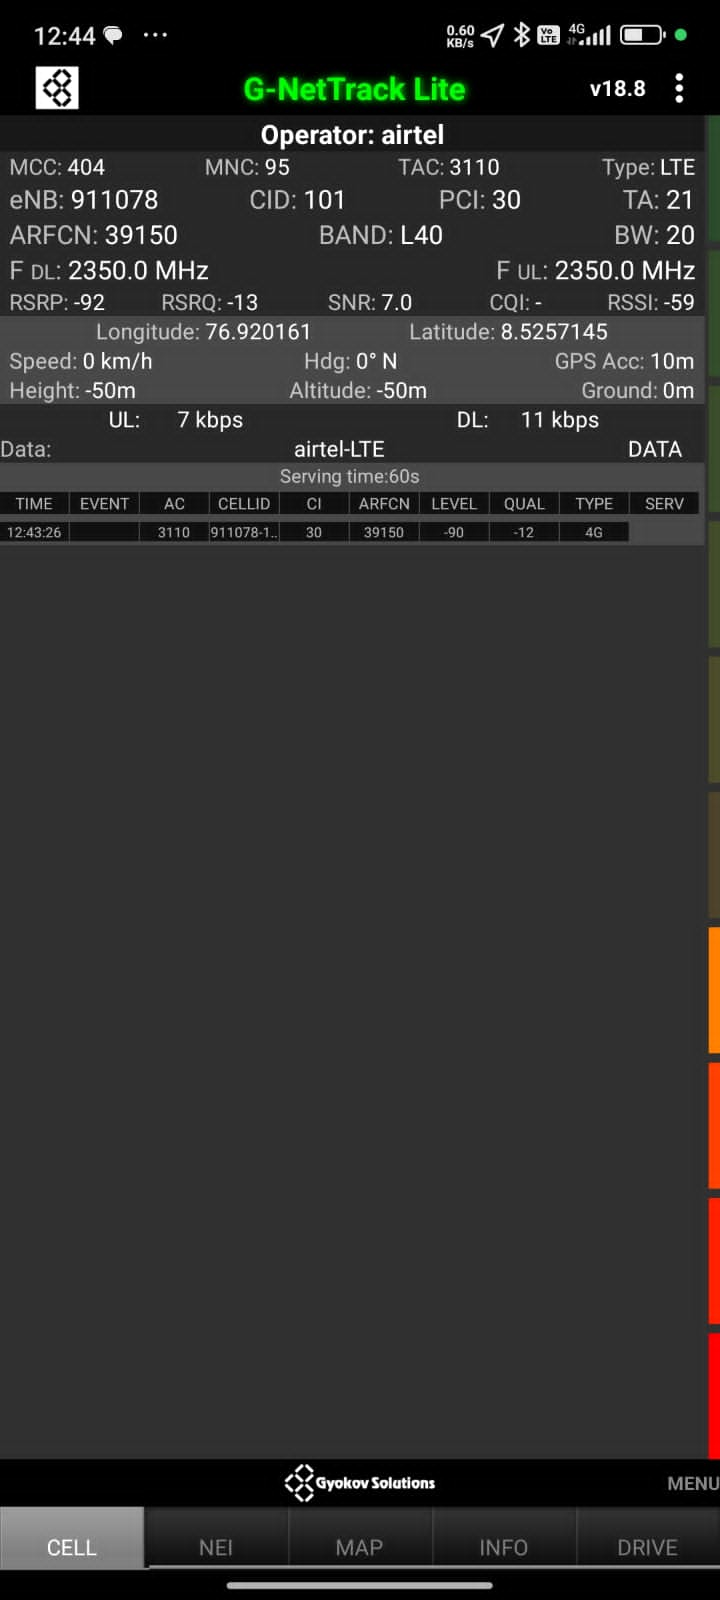 12:44 ... 0.60 KB/s Vo LTE 4G
G-NetTrack Lite v18.8
Operator: airtel
MCC: 404 MNC: 95 TAC: 3110 Type: LTE
eNB: 911078 CID: 101 PCI: 30 TA: 21
ARFCN: 39150 BAND: L40 BW: 20
F DL: 2350.0 MHz F UL: 2350.0 MHz
RSRP: -92 RSRQ: -13 SNR: 7.0 CQI: - RSSI: -59
Longitude: 76.920161 Latitude: 8.5257145
Speed: 0 km/h Hdg: 0° N GPS Acc: 10m
Height: -50m Altitude: -50m Ground: 0m
UL: 7 kbps DL: 11 kbps
Data: airtel-LTE DATA
Serving time:60s
TIME EVENT AC CELLID CI ARFCN LEVEL QUAL TYPE SERV
12:43:26 3110 911078-1.. 30 39150 -90 -12 4G
Gyokov Solutions MENU
CELL NEI MAP INFO DRIVE